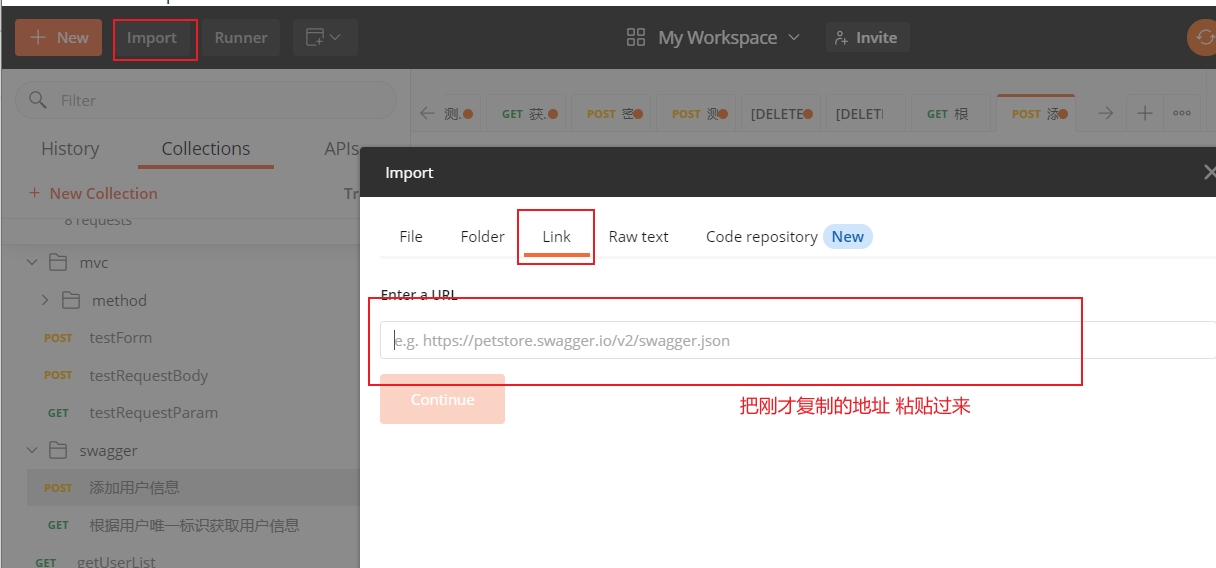 New Import Runner My Workspace Invite
Filter
测. GET 获. POST 密 POST 测 [DELETE [DELETE GET 根 POST 添
History Collections APIs
Import
New Collection Tr
8 requests
File Folder Link Raw text Code repository New
mvc
method
Enter a URL
POST testForm
e.g. https://petstore.swagger.io/v2/swagger.json
POST testRequestBody
Continue
把刚才复制的地址 粘贴过来
GET testRequestParam
swagger
POST 添加用户信息
GET 根据用户唯一标识获取用户信息
GET getUserList